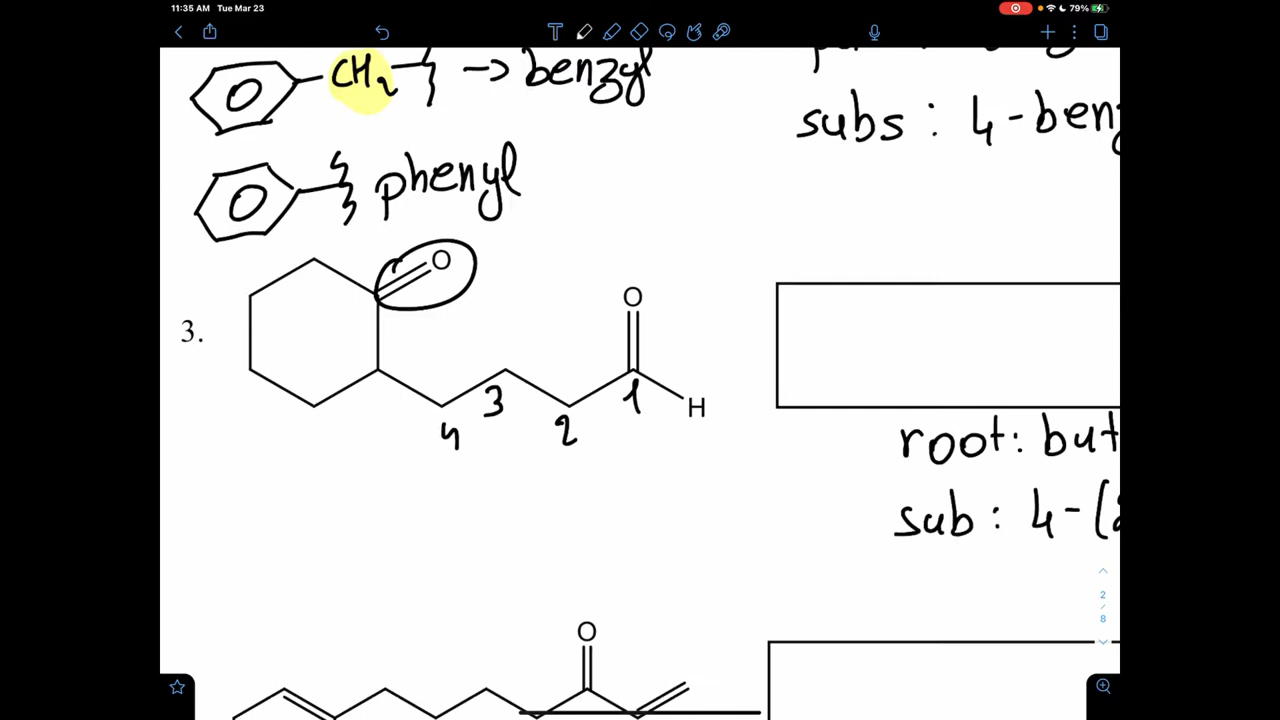 11:35 AM Tue Mar 23
79%
T
CH2 → benzyl
subs : 4-ben
phenyl
O
O
3.
H
1
3
2
4
root: but
sub : 4-(
2
/
8
O